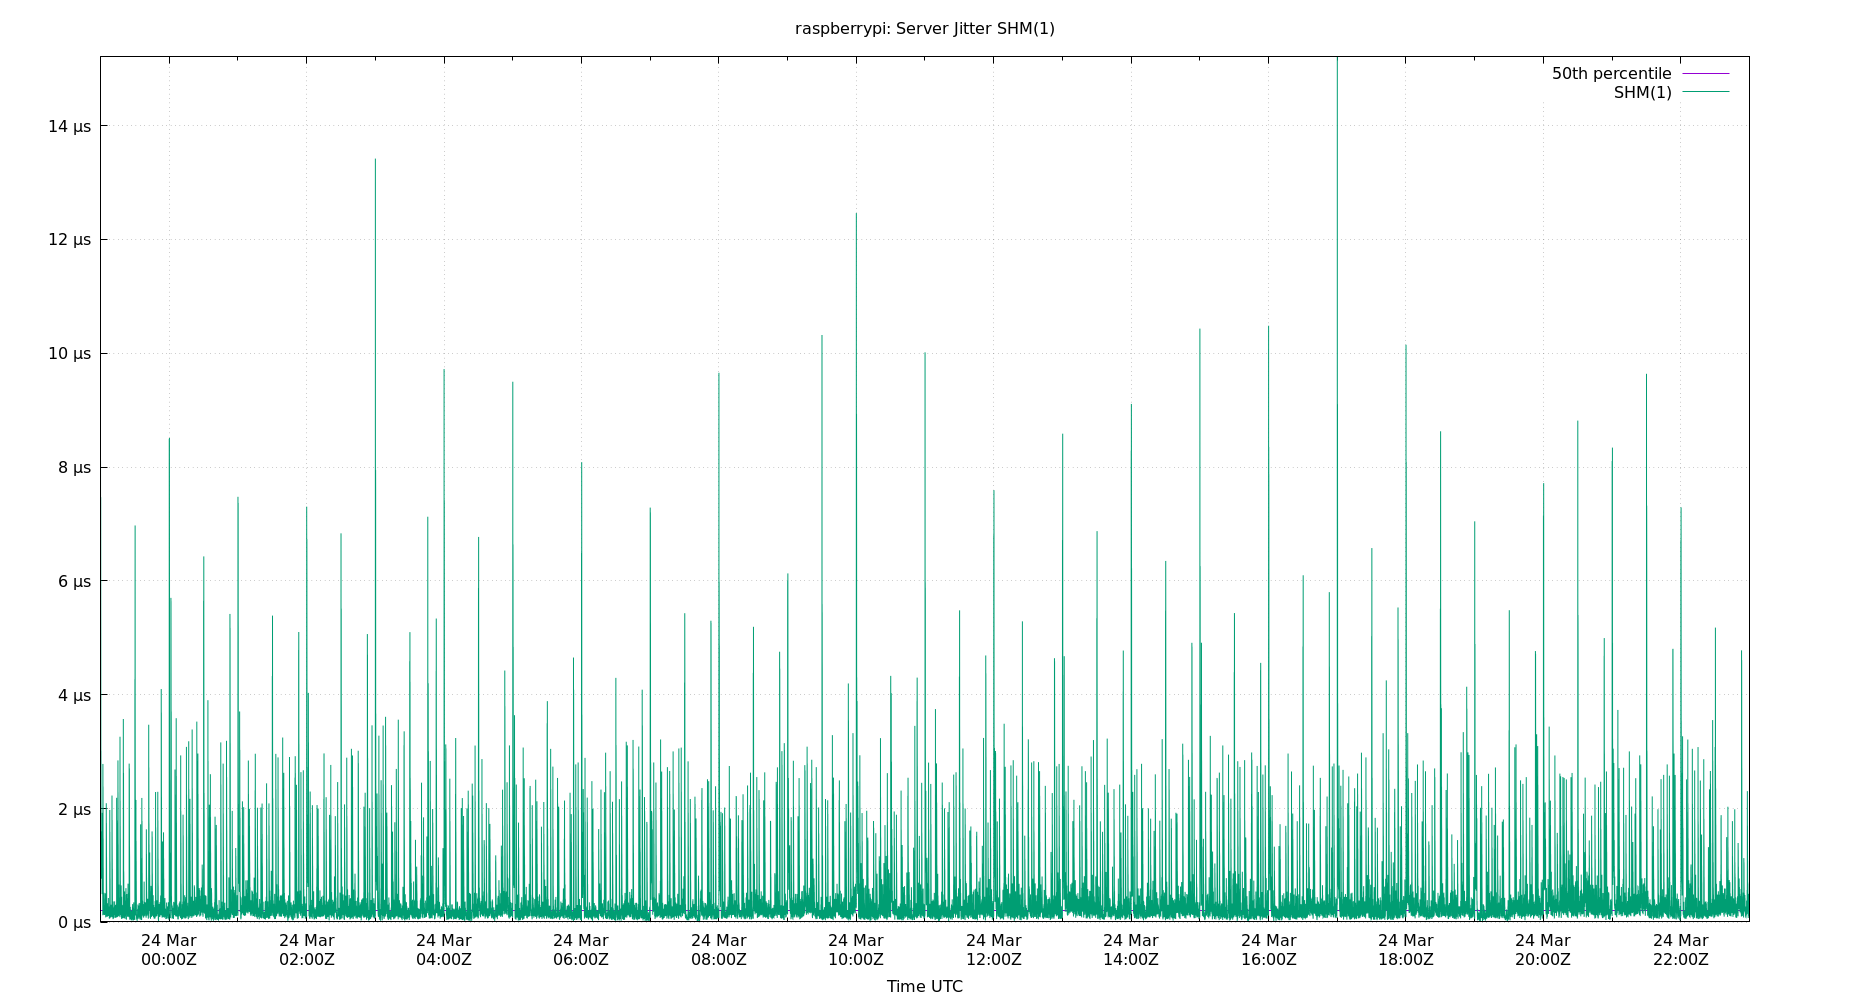 raspberrypi: Server Jitter SHM(1)
50th percentile
SHM(1)
14 µs
12 µs
10 µs
8 µs
6 µs
4 µs
2 µs
0 µs
24 Mar 24 Mar 24 Mar 24 Mar 24 Mar 24 Mar 24 Mar 24 Mar 24 Mar 24 Mar 24 Mar 24 Mar
00:00Z 02:00Z 04:00Z 06:00Z 08:00Z 10:00Z 12:00Z 14:00Z 16:00Z 18:00Z 20:00Z 22:00Z
Time UTC